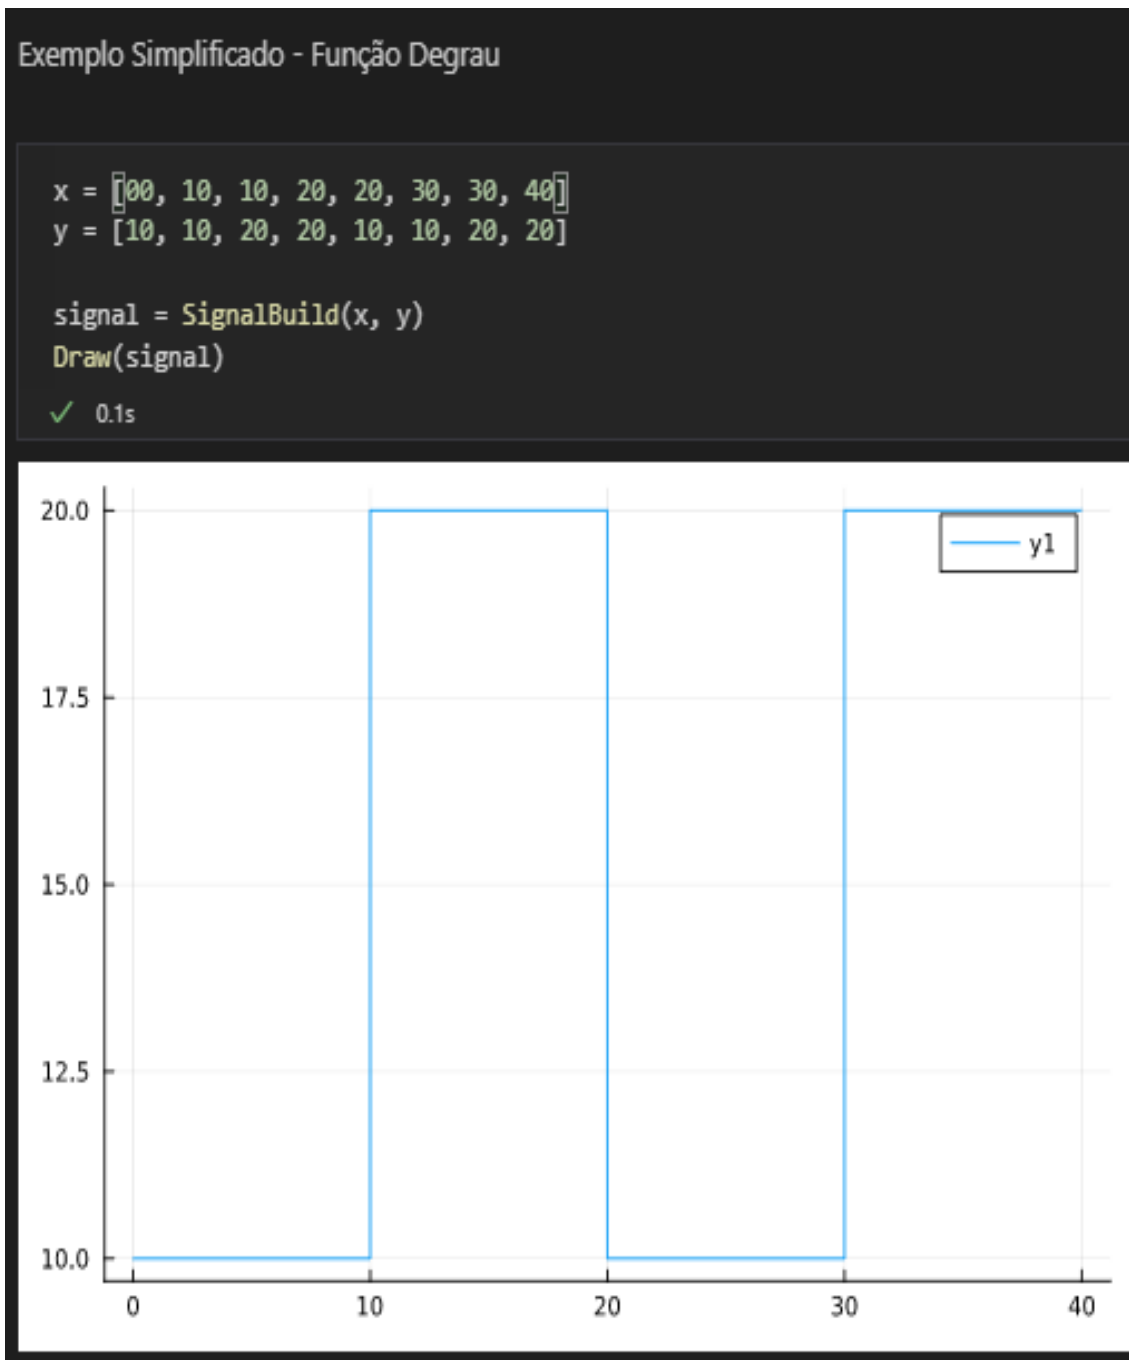 Exemplo Simplificado - Função Degrau
x = [00, 10, 10, 20, 20, 30, 30, 40]
y = [10, 10, 20, 20, 10, 10, 20, 20]
signal = SignalBuild(x, y)
Draw(signal)
✓ 0.1s
20.0
y1
17.5
15.0
12.5
10.0
0 10 20 30 40